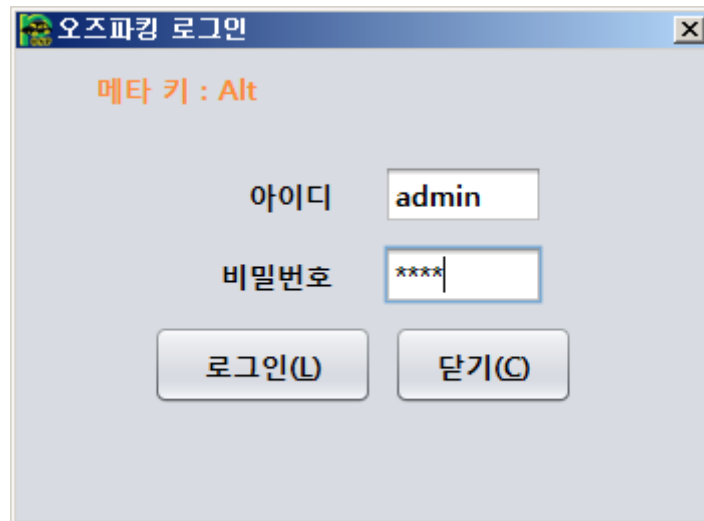 오즈파킹 로그인
메타 키 : Alt
아이디 admin
비밀번호 ****
로그인(L) 닫기(C)